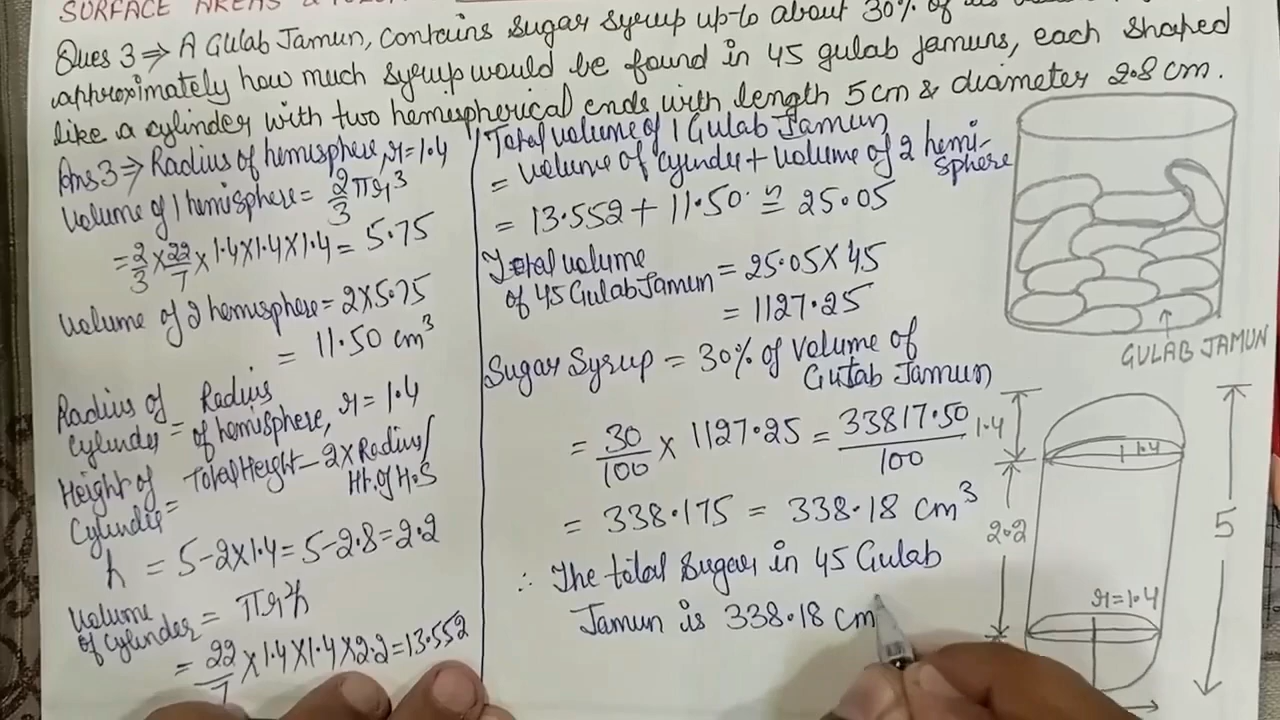 SURFACE AREAS &
Ques 3 ⇒ A Gulab Jamun, contains sugar syrup up-to about 30% of its
approximately how much syrup would be found in 45 gulab jamuns, each shaped
like a cylinder with two hemispherical ends with length 5cm & diameter 2.8cm.
Ans 3 ⇒ Radius of hemisphere, r = 1.4
Volume of 1 hemisphere = 2/3 πr³
= 2/3 × 22/7 × 1.4 × 1.4 × 1.4 = 5.75
Volume of 2 hemisphere = 2×5.75
= 11.50 cm³
Radius of Cylinder = Radius of hemisphere, r = 1.4
Height of Cylinder = Total Height – 2 × Radius/
Ht. of H.S
h = 5-2×1.4 = 5-2.8 = 2.2
Volume of cylinder = πr²h
= 22/7 × 1.4 × 1.4 × 2.2 = 13.552
Total volume of 1 Gulab Jamun
= volume of cylinder + volume of 2 hemi-
sphere
= 13.552 + 11.50 ≌ 25.05
Total volume of 45 Gulab Jamun = 25.05 × 45
= 1127.25
Sugar Syrup = 30% of volume of
Gulab Jamun
= 30/100 × 1127.25 = 33817.50/100
= 338.175 = 338.18 cm³
∴ The total Sugar in 45 Gulab
Jamun is 338.18 cm
GULAB JAMUN
1.4
1.4
2.2
5
r=1.4